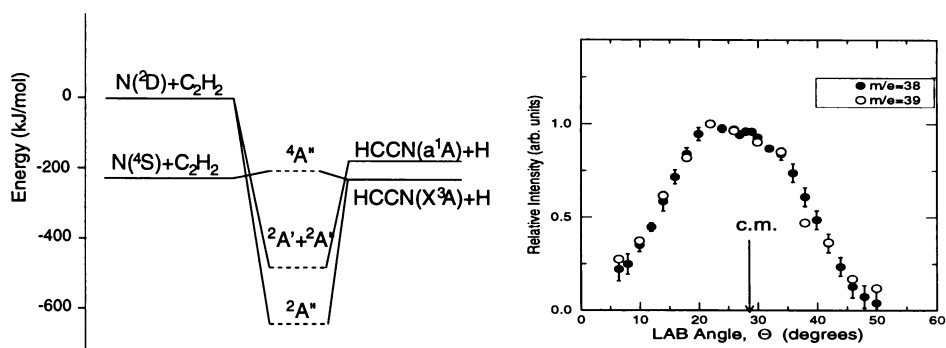 Energy (kJ/mol)
0
-200
-400
-600
N(²D)+C₂H₂
N(⁴S)+C₂H₂
⁴A"
²A'+²A"
²A"
HCCN(a¹A)+H
HCCN(X³A)+H
Relative Intensity (arb. units)
1.0
0.5
0.0
m/e=38
m/e=39
c.m.
0 10 20 30 40 50 60
LAB Angle, Θ (degrees)